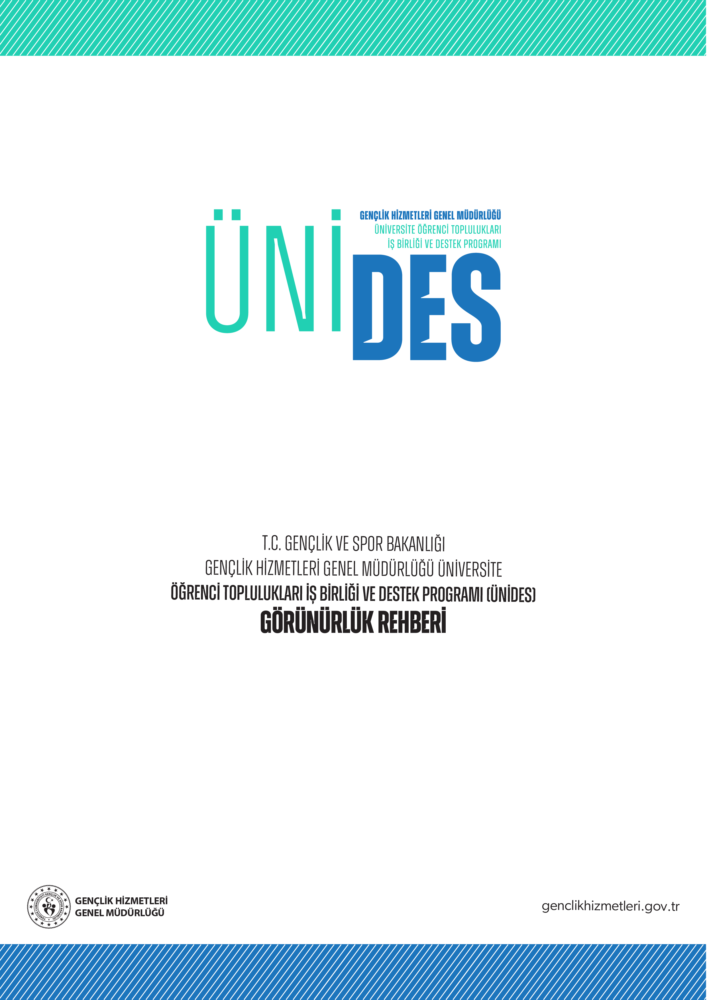 ÜNİDES
GENÇLİK HİZMETLERİ GENEL MÜDÜRLÜĞÜ
ÜNİVERSİTE ÖĞRENCİ TOPLULUKLARI
İŞ BİRLİĞİ VE DESTEK PROGRAMI
T.C. GENÇLİK VE SPOR BAKANLIĞI
GENÇLİK HİZMETLERİ GENEL MÜDÜRLÜĞÜ ÜNİVERSİTE
ÖĞRENCİ TOPLULUKLARI İŞ BİRLİĞİ VE DESTEK PROGRAMI (ÜNİDES)
GÖRÜNÜRLÜK REHBERİ
TÜRKİYE CUMHURİYETİ GENÇLİK VE SPOR BAKANLIĞI
GENÇLİK HİZMETLERİ
GENEL MÜDÜRLÜĞÜ
genclikhizmetleri.gov.tr